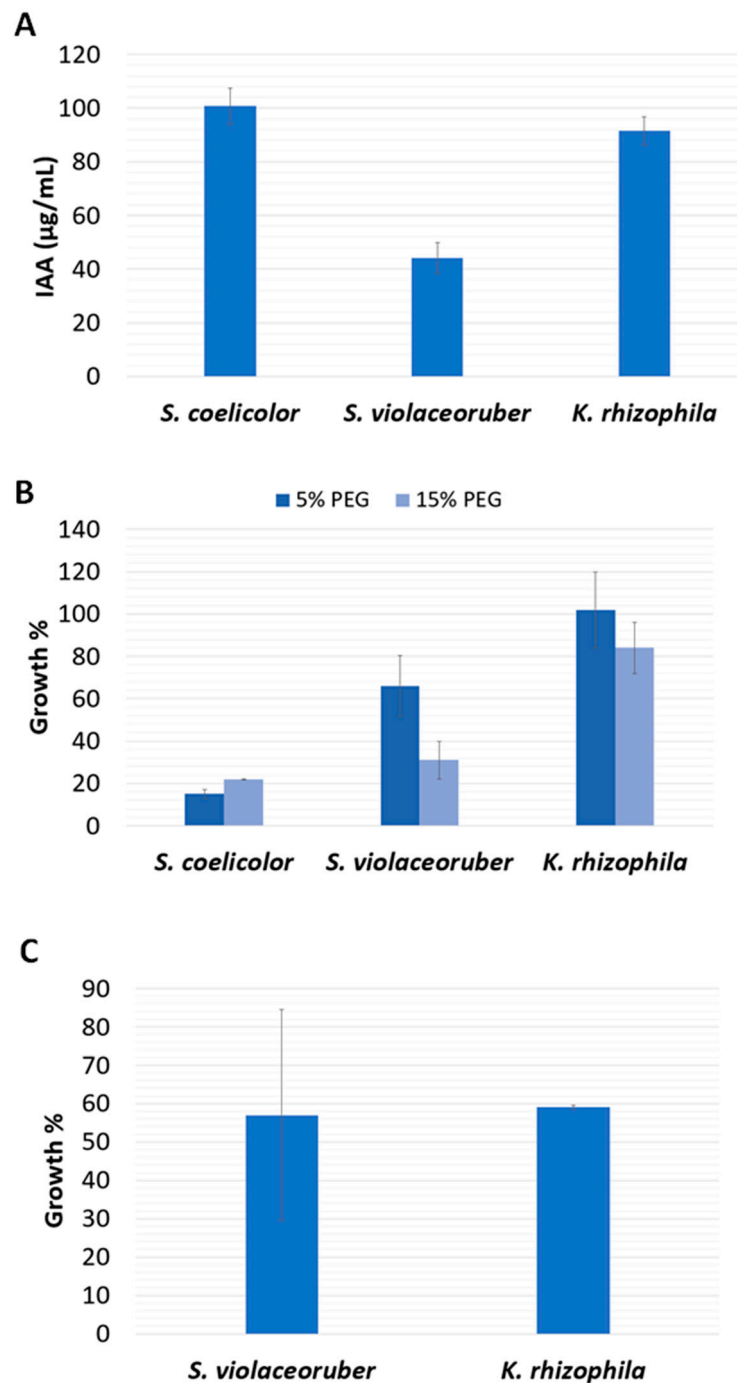 A
120
100
80
60
40
20
0
IAA (µg/mL)
S. coelicolor S. violaceoruber K. rhizophila
B
5% PEG 15% PEG
140
120
100
80
60
40
20
0
Growth %
S. coelicolor S. violaceoruber K. rhizophila
C
90
80
70
60
50
40
30
20
10
0
Growth %
S. violaceoruber K. rhizophila